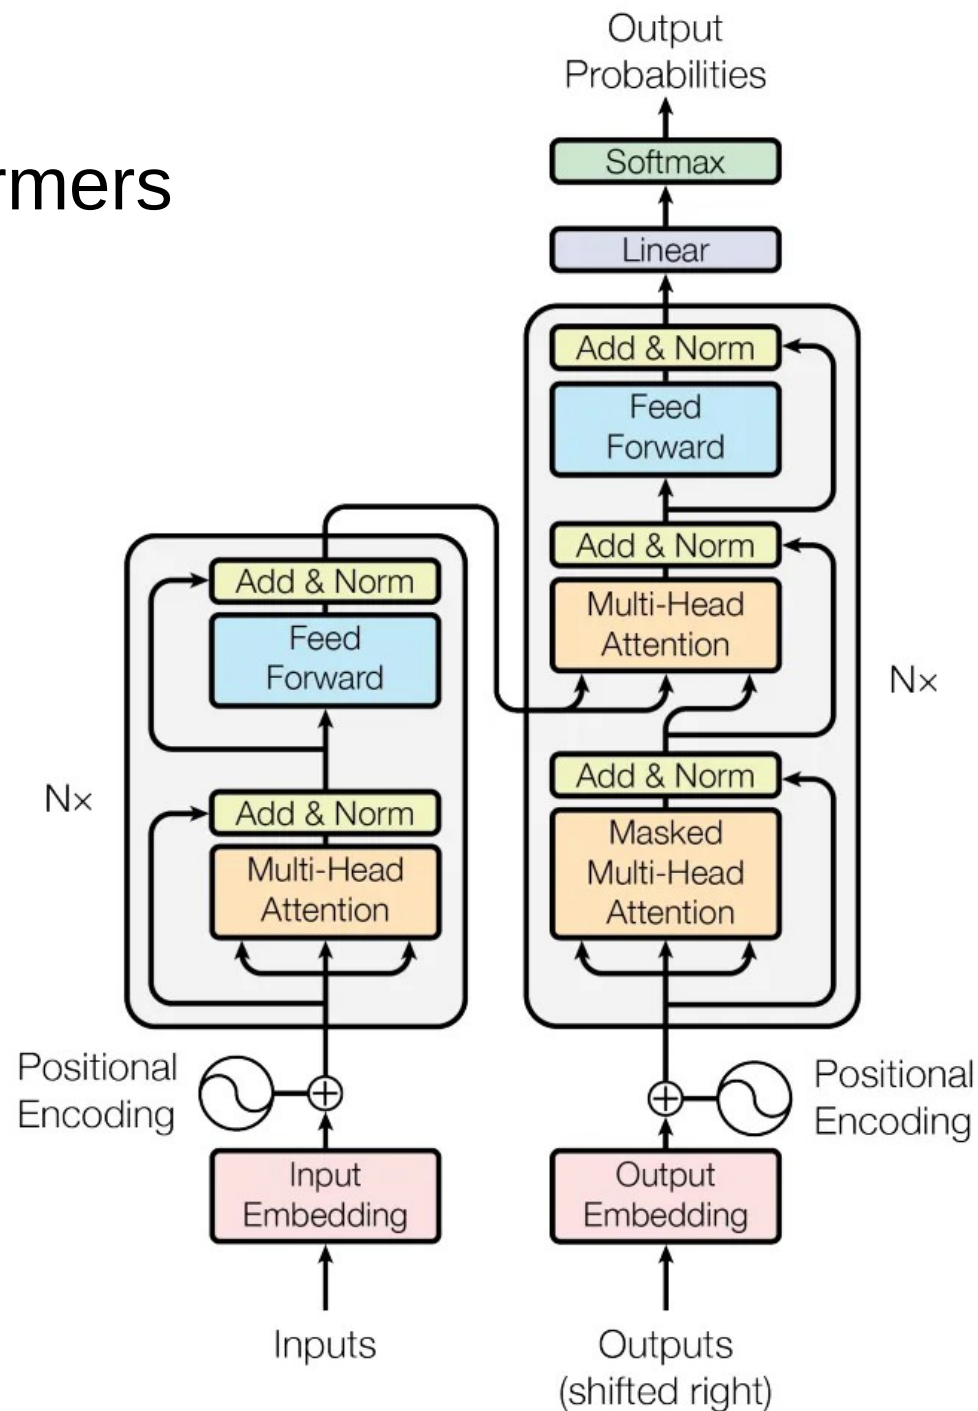 rmers
Output
Probabilities
Softmax
Linear
Add & Norm
Feed
Forward
Add & Norm
Multi-Head
Attention
Add & Norm
Masked
Multi-Head
Attention
N×
Add & Norm
Feed
Forward
Add & Norm
Multi-Head
Attention
N×
Positional
Encoding
Positional
Encoding
Input
Embedding
Output
Embedding
Inputs
Outputs
(shifted right)